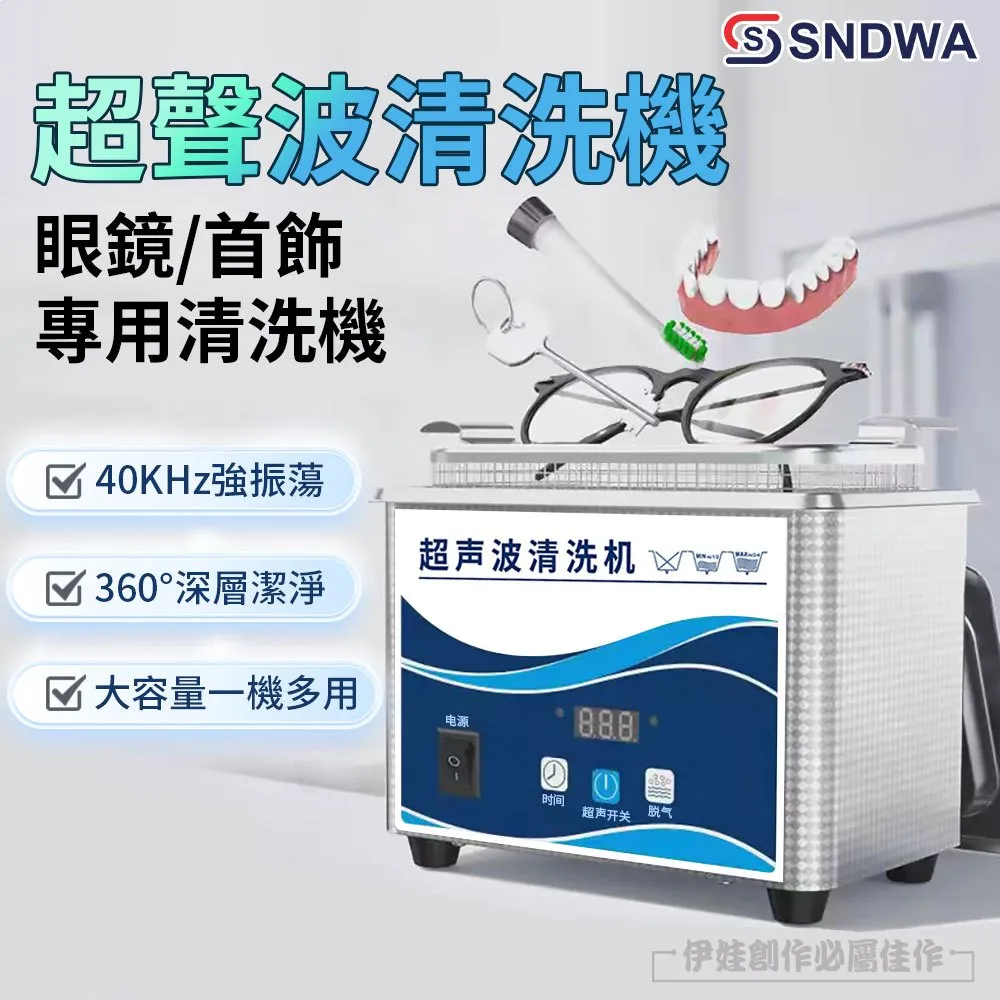 SNDWA
超聲波清洗機
眼鏡/首飾
專用清洗機
40KHz強振蕩
360°深層潔淨
大容量一機多用
超声波清洗机
电源
8.8.8.
时间
超声开关
脱气
伊娃創作必屬佳作